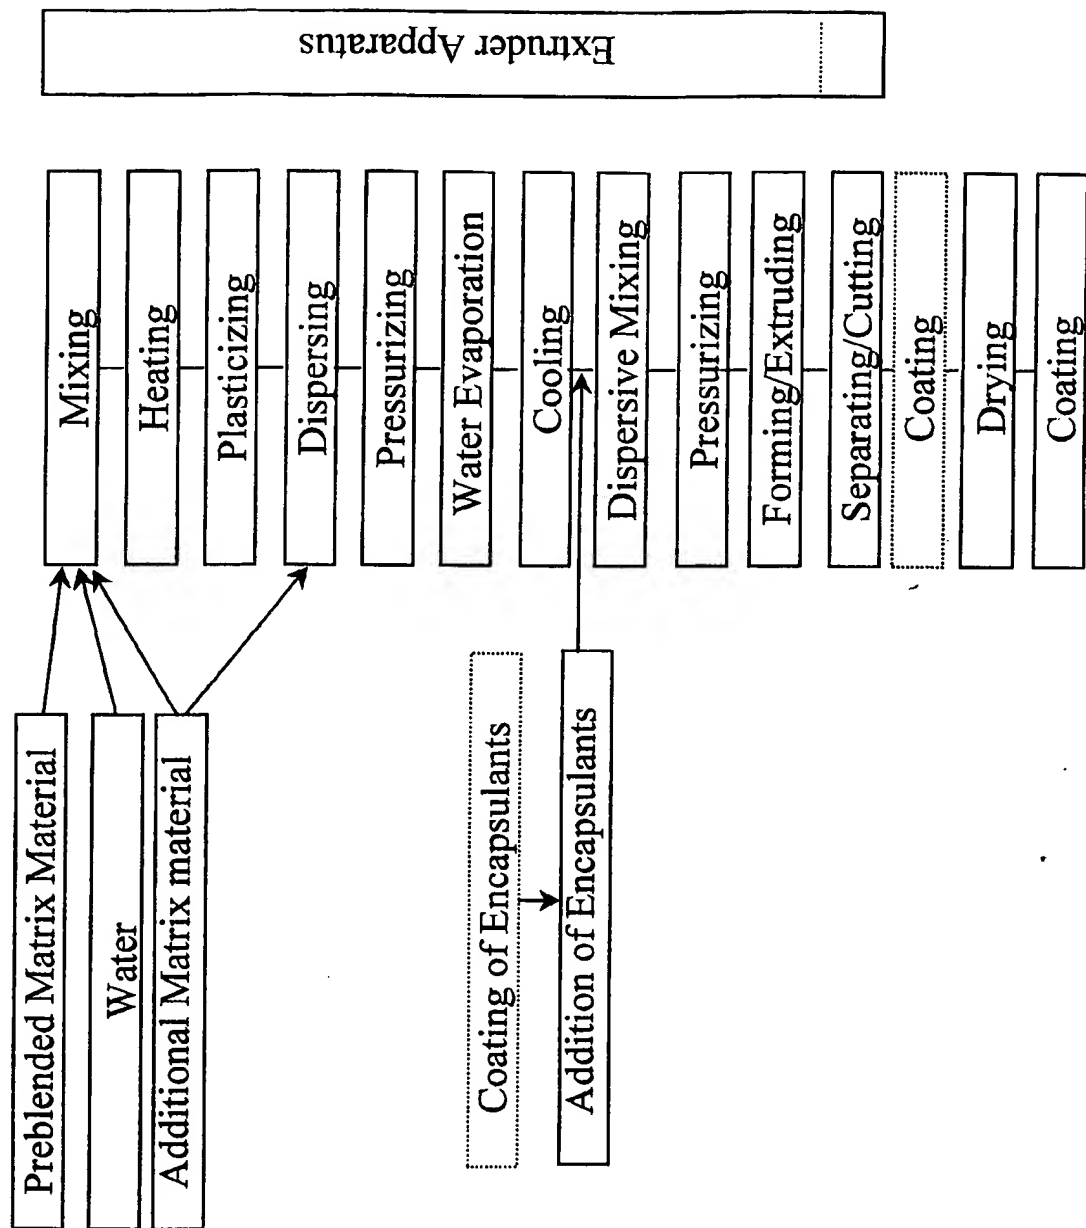 Preblended Matrix Material
Water
Additional Matrix material
Coating of Encapsulants
Addition of Encapsulants
Mixing
Heating
Plasticizing
Dispersing
Pressurizing
Water Evaporation
Cooling
Dispersive Mixing
Pressurizing
Forming/Extruding
Separating/Cutting
Coating
Drying
Coating
Extruder Apparatus